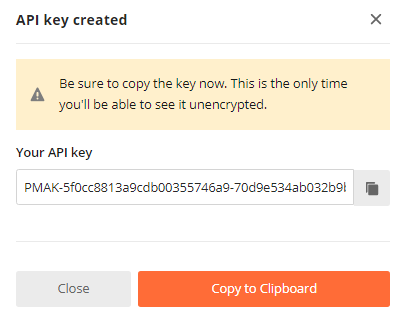 API key created
Be sure to copy the key now. This is the only time
you'll be able to see it unencrypted.
Your API key
PMAK-5f0cc8813a9cdb00355746a9-70d9e534ab032b9b
Close
Copy to Clipboard